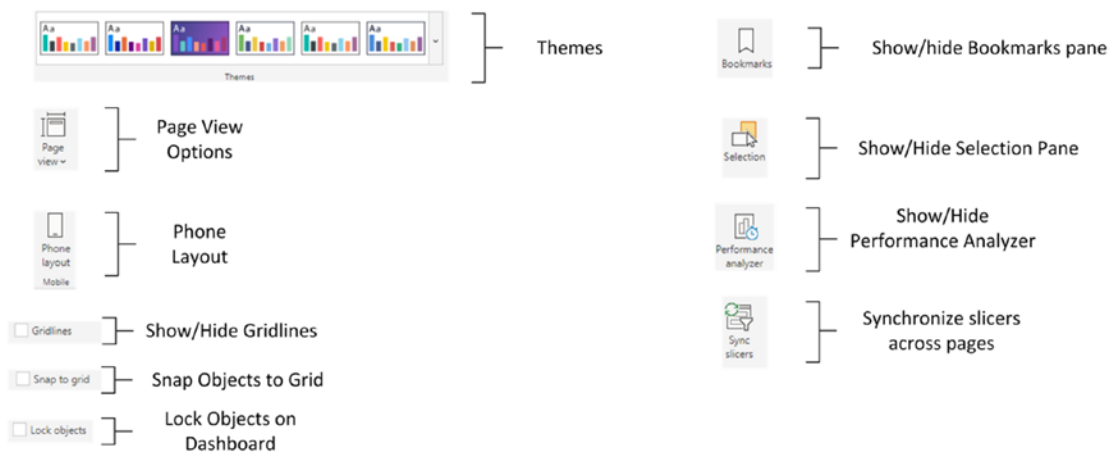 Aa Aa Aa Aa Aa Aa
Themes
Themes
Page
view
Page View
Options
Phone
layout
Mobile
Phone
Layout
Gridlines
Show/Hide Gridlines
Snap to grid
Snap Objects to Grid
Lock objects
Lock Objects on
Dashboard
Bookmarks
Show/hide Bookmarks pane
Selection
Show/Hide Selection Pane
Performance
analyzer
Show/Hide
Performance Analyzer
Sync
slicers
Synchronize slicers
across pages